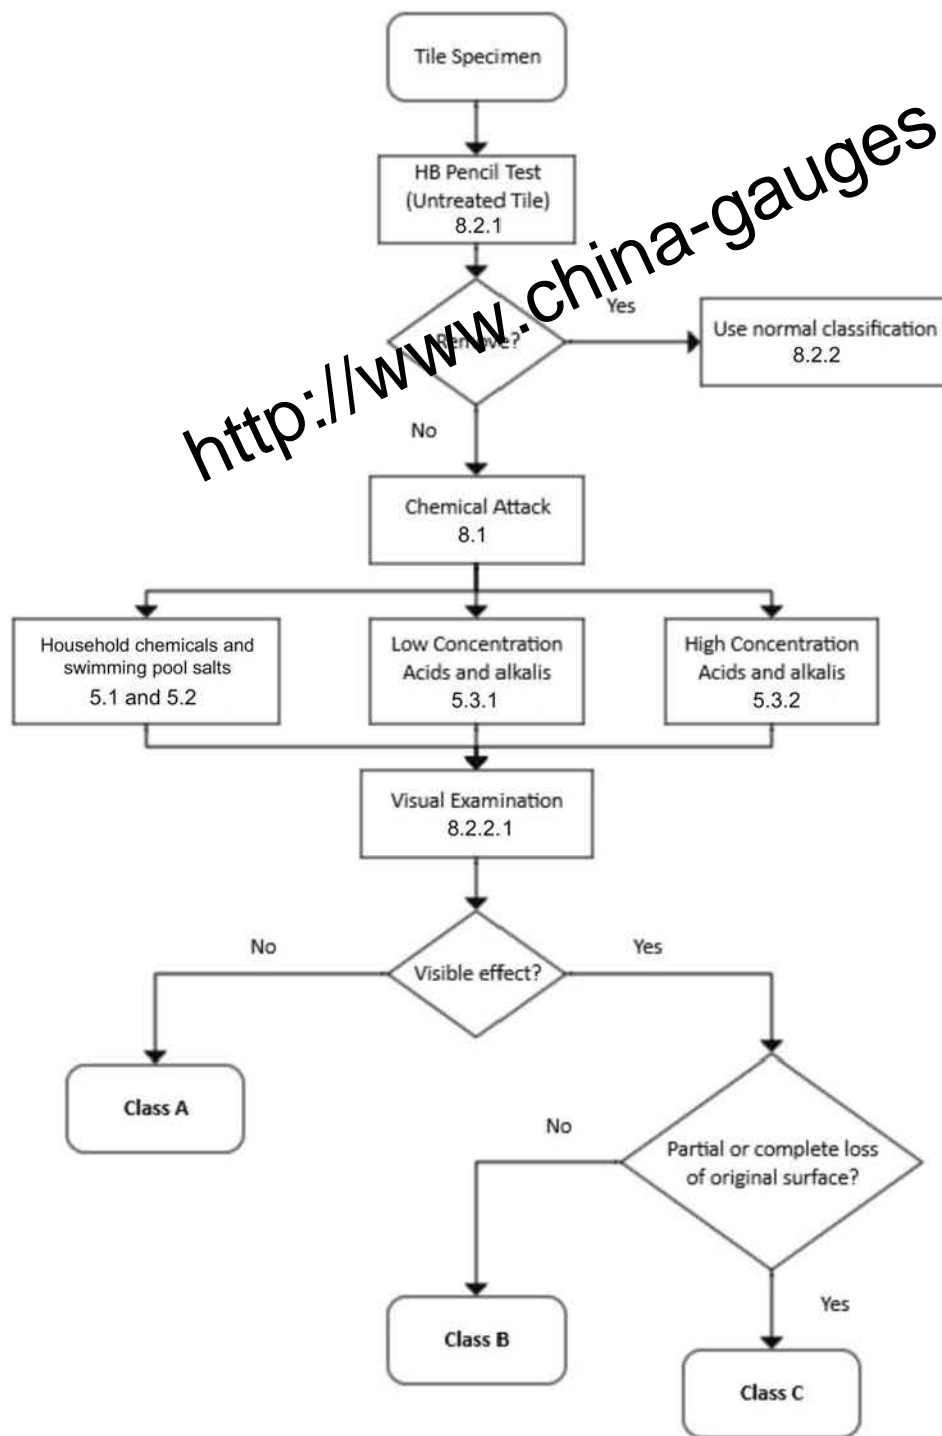 Tile Specimen
HB Pencil Test
(Untreated Tile)
8.2.1
http://www.china-gauges
Remove?
Yes
Use normal classification
8.2.2
No
Chemical Attack
8.1
Household chemicals and
swimming pool salts
5.1 and 5.2
Low Concentration
Acids and alkalis
5.3.1
High Concentration
Acids and alkalis
5.3.2
Visual Examination
8.2.2.1
Visible effect?
No
Yes
Class A
Partial or complete loss
of original surface?
No
Yes
Class B
Class C